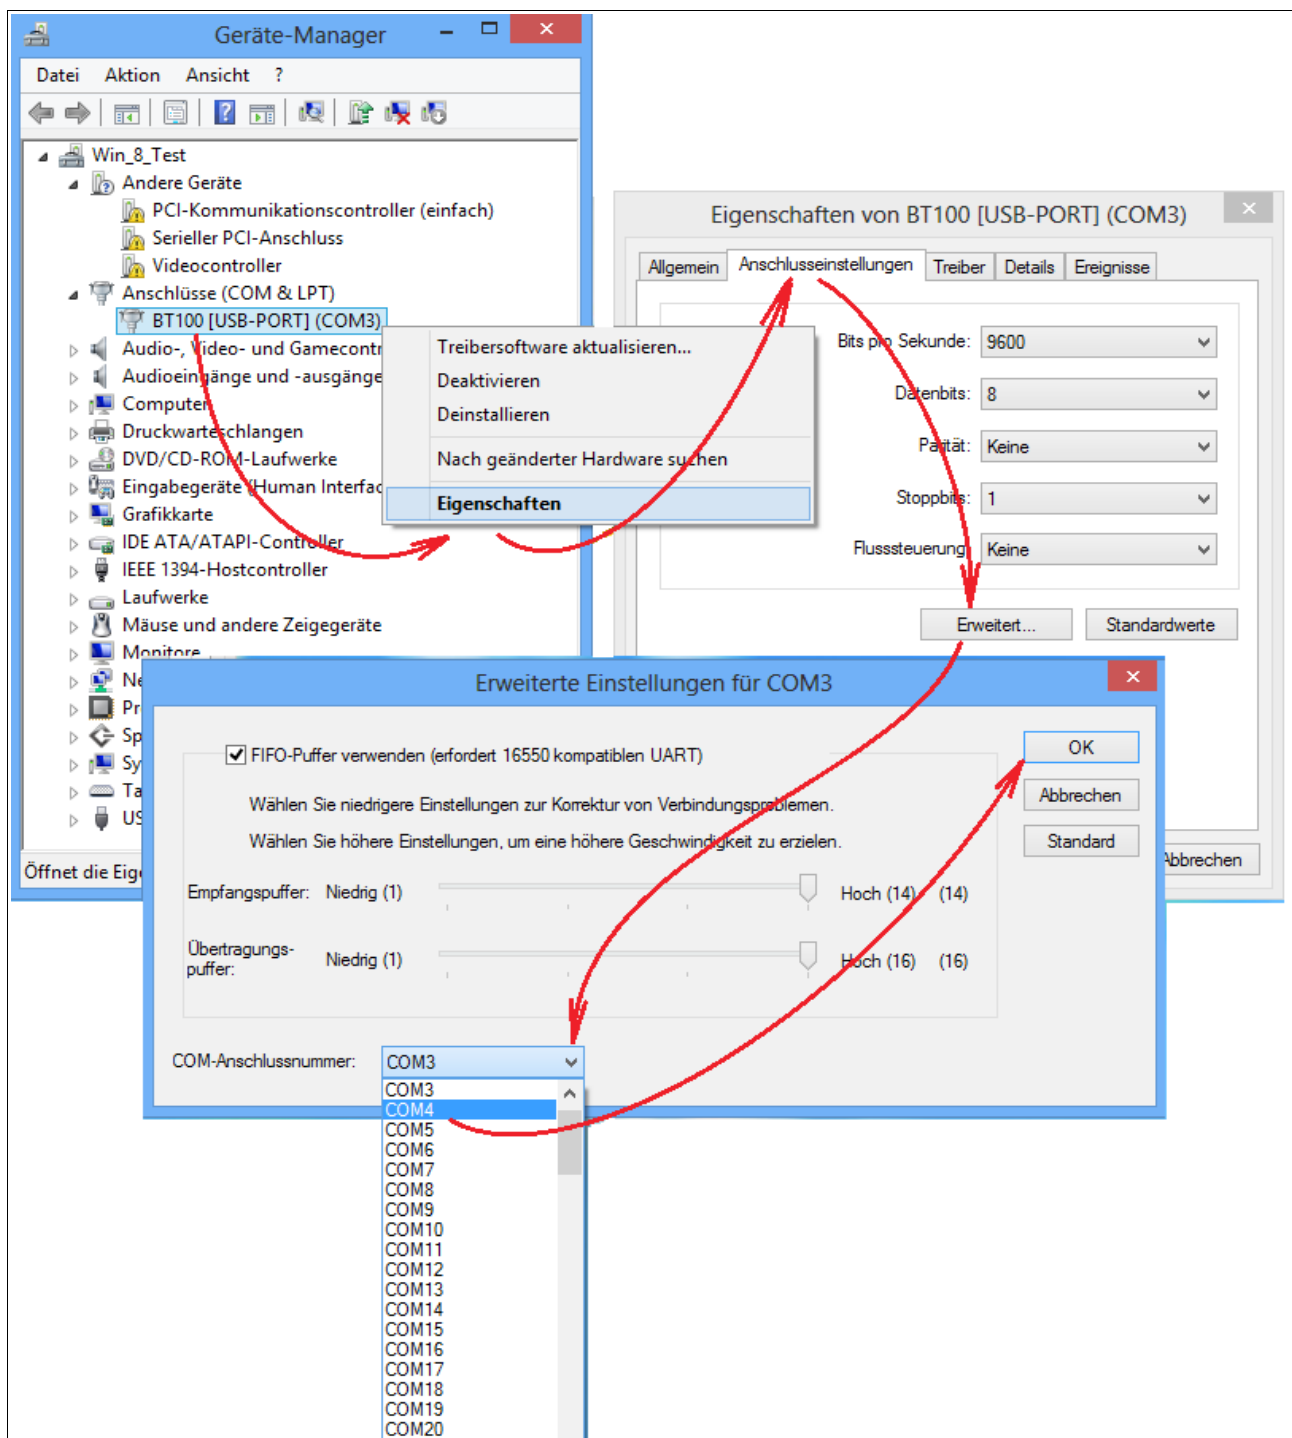 Geräte-Manager
Datei Aktion Ansicht ?
Win_8_Test
Andere Geräte
PCI-Kommunikationscontroller (einfach)
Serieller PCI-Anschluss
Videocontroller
Anschlüsse (COM & LPT)
BT100 [USB-PORT] (COM3)
Audio-, Video- und Gamecontr
Audioeingänge und -ausgänge
Computer
Druckwarteschlangen
DVD/CD-ROM-Laufwerke
Eingabegeräte (Human Interfac
Grafikkarte
IDE ATA/ATAPI-Controller
IEEE 1394-Hostcontroller
Laufwerke
Mäuse und andere Zeigegeräte
Monitore
Ne
Pr
Sp
Sy
Ta
US
Öffnet die Eig
Treibersoftware aktualisieren...
Deaktivieren
Deinstallieren
Nach geänderter Hardware suchen
Eigenschaften
Eigenschaften von BT100 [USB-PORT] (COM3)
Allgemein Anschlusseinstellungen Treiber Details Ereignisse
Bits pro Sekunde: 9600
Datenbits: 8
Parität: Keine
Stoppbits: 1
Flusssteuerung: Keine
Erweitert... Standardwerte
Abbrechen
Erweiterte Einstellungen für COM3
FIFO-Puffer verwenden (erfordert 16550 kompatiblen UART)
Wählen Sie niedrigere Einstellungen zur Korrektur von Verbindungsproblemen.
Wählen Sie höhere Einstellungen, um eine höhere Geschwindigkeit zu erzielen.
Empfangspuffer: Niedrig (1) Hoch (14) (14)
Übertragungs-
puffer: Niedrig (1) Hoch (16) (16)
OK
Abbrechen
Standard
COM-Anschlussnummer: COM3
COM3
COM4
COM5
COM6
COM7
COM8
COM9
COM10
COM11
COM12
COM13
COM14
COM15
COM16
COM17
COM18
COM19
COM20